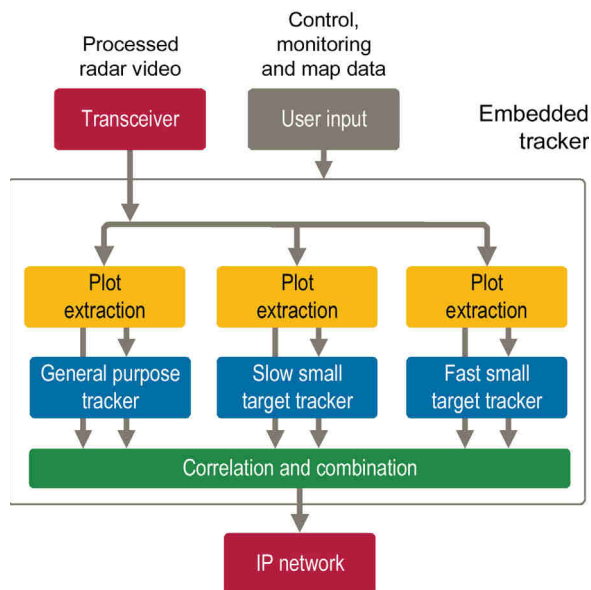 Processed
radar video
Control,
monitoring
and map data
Transceiver
User input
Embedded
tracker
Plot
extraction
Plot
extraction
Plot
extraction
General purpose
tracker
Slow small
target tracker
Fast small
target tracker
Correlation and combination
IP network